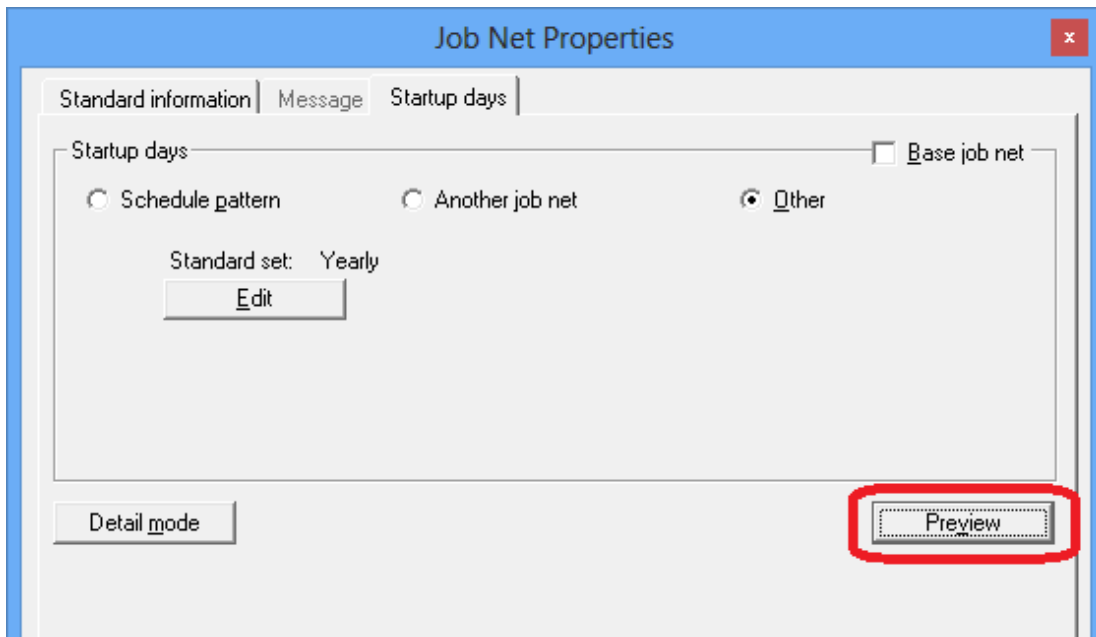 Job Net Properties
x
Standard information Message Startup days
Startup days Base job net
Schedule pattern Another job net Other
Standard set: Yearly
Edit
Detail mode Preview